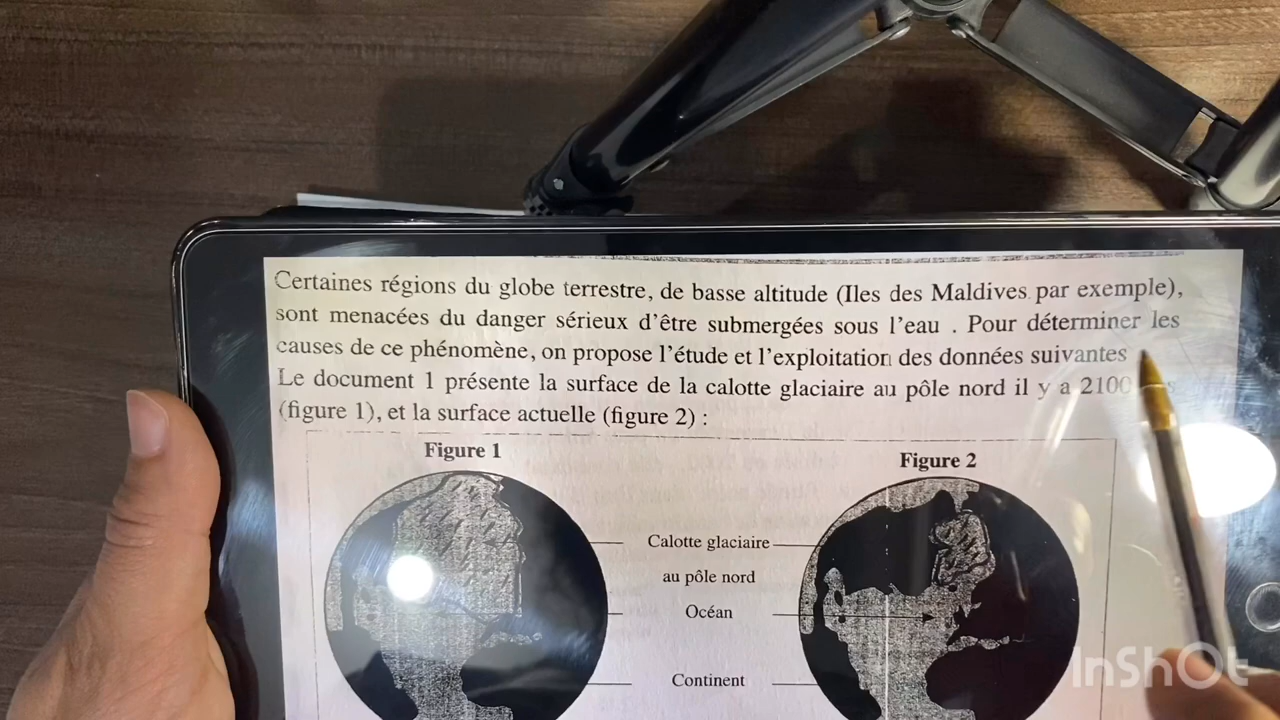 Certaines régions du globe terrestre, de basse altitude (Iles des Maldives par exemple),
sont menacées du danger sérieux d'être submergées sous l'eau . Pour déterminer les
causes de ce phénomène, on propose l'étude et l'exploitation des données suivantes
Le document 1 présente la surface de la calotte glaciaire au pôle nord il y a 2100
(figure 1), et la surface actuelle (figure 2) :
Figure 1
Figure 2
Calotte glaciaire
au pôle nord
Océan
Continent
InShOt